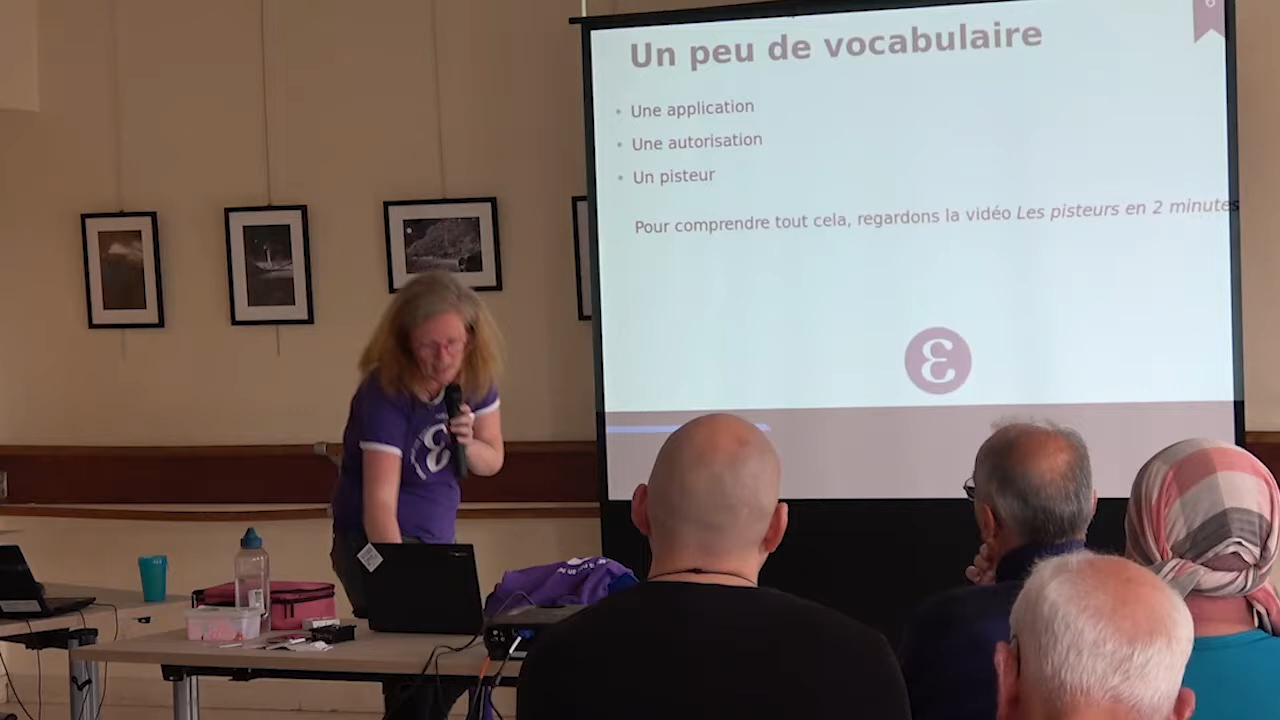 6
Un peu de vocabulaire
• Une application
• Une autorisation
• Un pisteur
Pour comprendre tout cela, regardons la vidéo Les pisteurs en 2 minutes
ε
ε